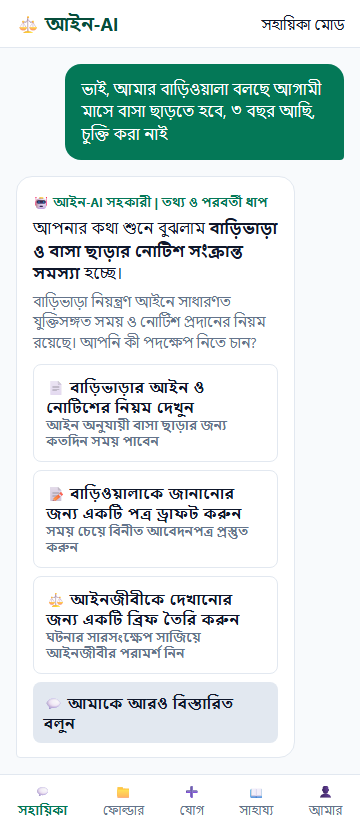 আইন-AI
সহায়িকা মোড
ভাই, আমার বাড়িওয়ালা বলছে আগামী
মাসে বাসা ছাড়তে হবে, ৩ বছর আছি,
চুক্তি করা নাই
আইন-AI সহকারী | তথ্য ও পরবর্তী ধাপ
আপনার কথা শুনে বুঝলাম বাড়িভাড়া
ও বাসা ছাড়ার নোটিশ সংক্রান্ত
সমস্যা হচ্ছে।
বাড়িভাড়া নিয়ন্ত্রণ আইনে সাধারণত
যুক্তিসঙ্গত সময় ও নোটিশ প্রদানের নিয়ম
রয়েছে। আপনি কী পদক্ষেপ নিতে চান?
বাড়িভাড়ার আইন ও
নোটিশের নিয়ম দেখুন
আইন অনুযায়ী বাসা ছাড়ার জন্য
কতদিন সময় পাবেন
বাড়িওয়ালাকে জানানোর
জন্য একটি পত্র ড্রাফট করুন
সময় চেয়ে বিনীত আবেদনপত্র প্রস্তুত
করুন
আইনজীবীকে দেখানোর
জন্য একটি ব্রিফ তৈরি করুন
ঘটনার সারসংক্ষেপ সাজিয়ে
আইনজীবীর পরামর্শ নিন
আমাকে আরও বিস্তারিত
বলুন
সহায়িকা
ফোল্ডার
যোগ
সাহায্য
আমার